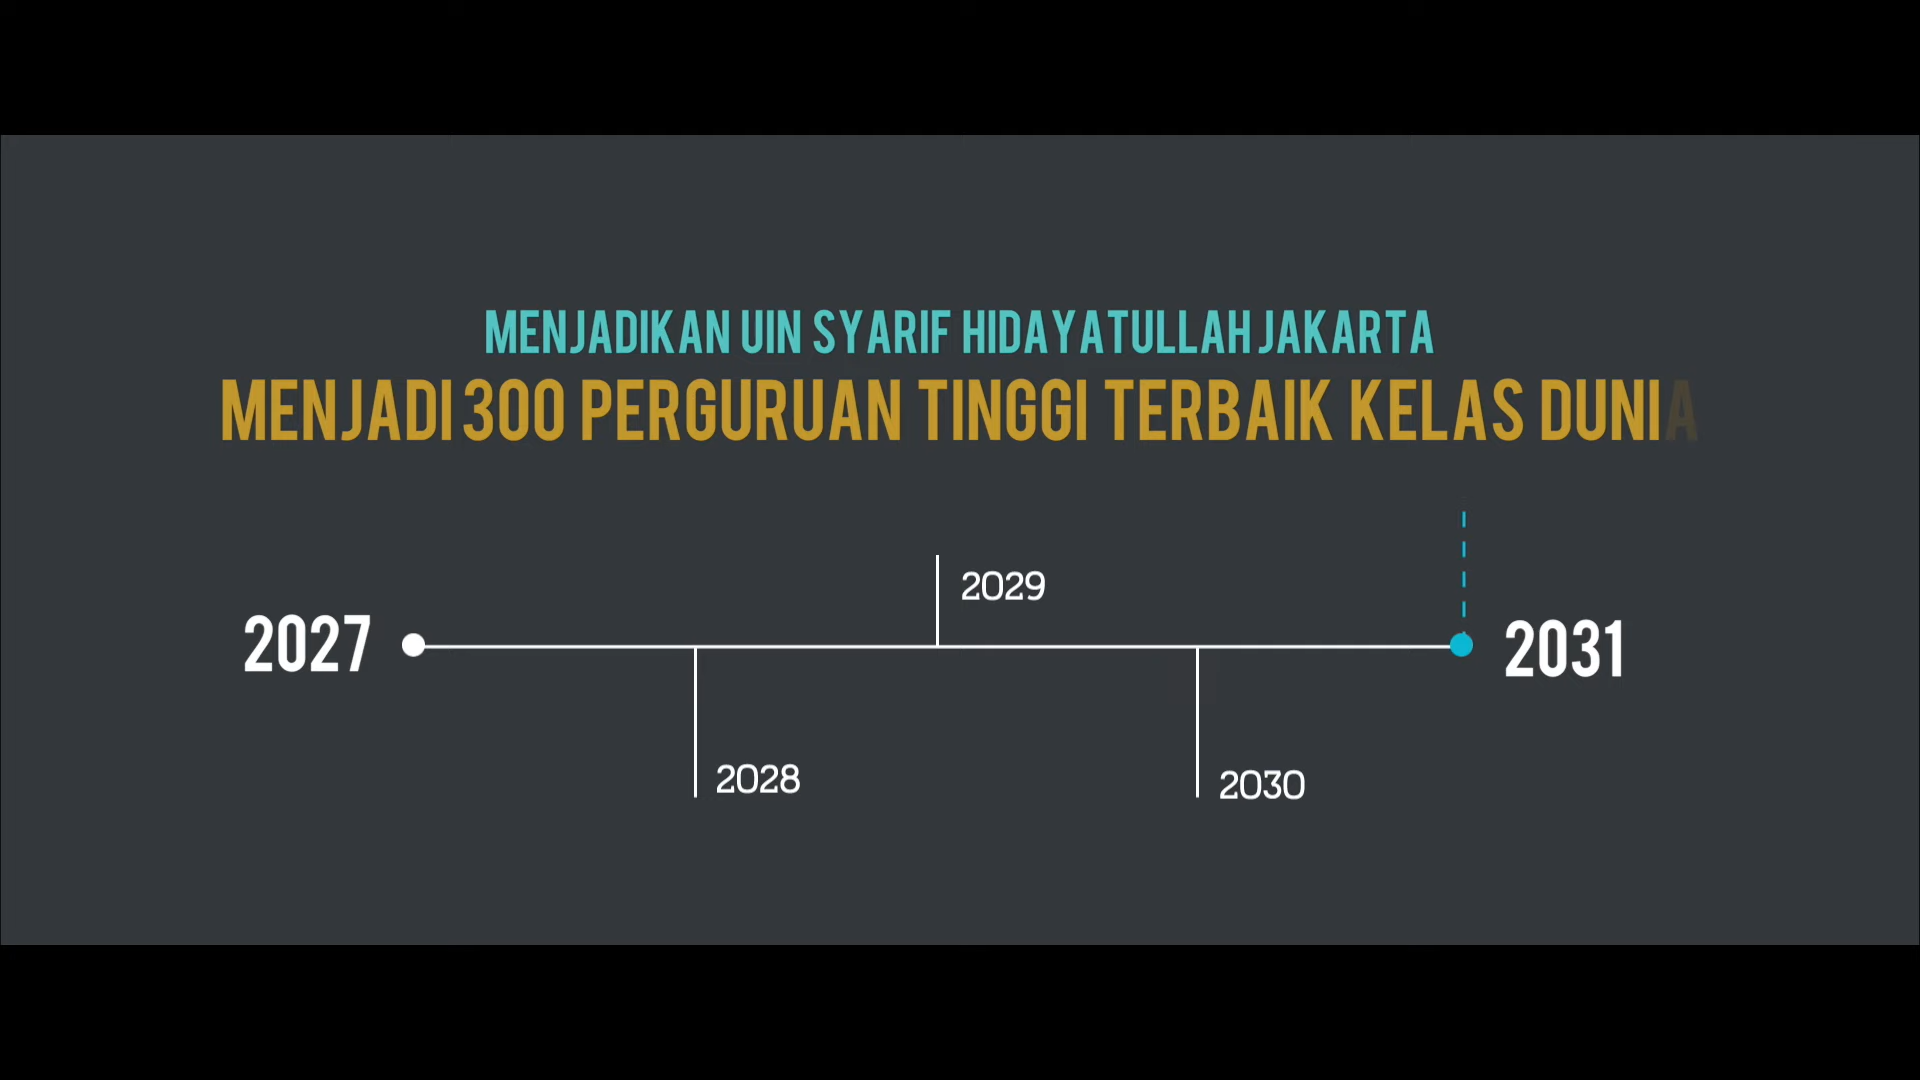 MENJADIKAN UIN SYARIF HIDAYATULLAH JAKARTA
MENJADI 300 PERGURUAN TINGGI TERBAIK KELAS DUNIA
2029
2027
2031
2028
2030